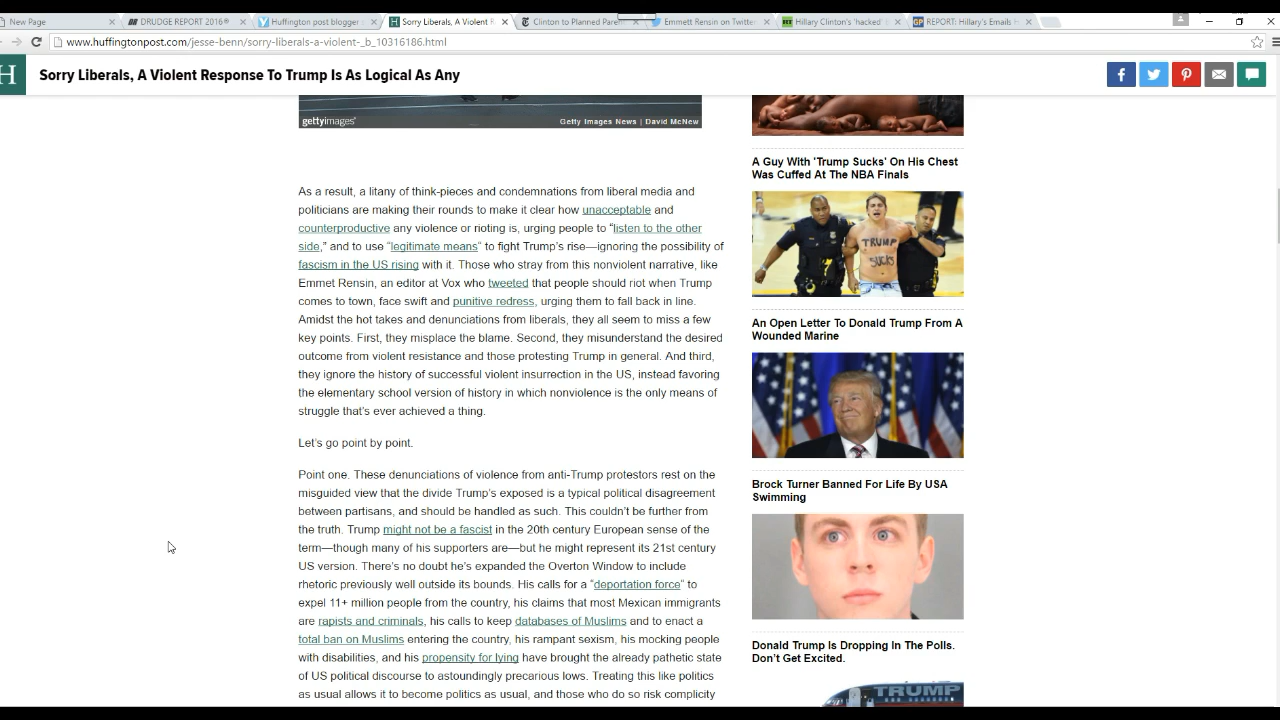 New Page
DRUDGE REPORT 2016®
Huffington post blogger c
Sorry Liberals, A Violent R
Clinton to Planned Paren
Emmett Rensin on Twitter
Hillary Clinton's 'hacked' B
REPORT: Hillary's Emails H
www.huffingtonpost.com/jesse-benn/sorry-liberals-a-violent-_b_10316186.html
H Sorry Liberals, A Violent Response To Trump Is As Logical As Any
gettyimages® Getty Images News | David McNew
As a result, a litany of think-pieces and condemnations from liberal media and
politicians are making their rounds to make it clear how unacceptable and
counterproductive any violence or rioting is, urging people to “listen to the other
side,” and to use “legitimate means” to fight Trump’s rise—ignoring the possibility of
fascism in the US rising with it. Those who stray from this nonviolent narrative, like
Emmet Rensin, an editor at Vox who tweeted that people should riot when Trump
comes to town, face swift and punitive redress, urging them to fall back in line.
Amidst the hot takes and denunciations from liberals, they all seem to miss a few
key points. First, they misplace the blame. Second, they misunderstand the desired
outcome from violent resistance and those protesting Trump in general. And third,
they ignore the history of successful violent insurrection in the US, instead favoring
the elementary school version of history in which nonviolence is the only means of
struggle that’s ever achieved a thing.
Let’s go point by point.
Point one. These denunciations of violence from anti-Trump protestors rest on the
misguided view that the divide Trump’s exposed is a typical political disagreement
between partisans, and should be handled as such. This couldn’t be further from
the truth. Trump might not be a fascist in the 20th century European sense of the
term—though many of his supporters are—but he might represent its 21st century
US version. There’s no doubt he’s expanded the Overton Window to include
rhetoric previously well outside its bounds. His calls for a “deportation force” to
expel 11+ million people from the country, his claims that most Mexican immigrants
are rapists and criminals, his calls to keep databases of Muslims and to enact a
total ban on Muslims entering the country, his rampant sexism, his mocking people
with disabilities, and his propensity for lying have brought the already pathetic state
of US political discourse to astoundingly precarious lows. Treating this like politics
as usual allows it to become politics as usual, and those who do so risk complicity
A Guy With 'Trump Sucks' On His Chest
Was Cuffed At The NBA Finals
TRUMP
SUCKS
An Open Letter To Donald Trump From A
Wounded Marine
Brock Turner Banned For Life By USA
Swimming
Donald Trump Is Dropping In The Polls.
Don’t Get Excited.
TRUMP